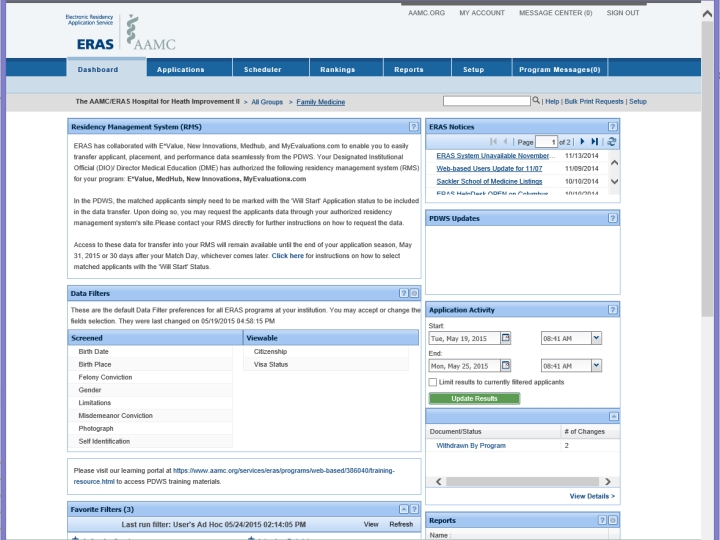 AAMC.ORG MY ACCOUNT MESSAGE CENTER (0) SIGN OUT
Electronic Residency
Application Service
ERAS AAMC
Dashboard Applications Scheduler Rankings Reports Setup Program Messages(0)
The AAMC/ERAS Hospital for Heath Improvement II > All Groups > Family Medicine
| Help | Bulk Print Requests | Setup
Residency Management System (RMS) ?
ERAS has collaborated with E*Value, New Innovations, Medhub, and MyEvaluations.com to enable you to easily
transfer applicant, placement, and performance data seamlessly from the PDWS. Your Designated Institutional
Official (DIO)/ Director Medical Education (DME) has authorized the following residency management system (RMS)
for your program: E*Value, MedHub, New Innovations, MyEvaluations.com
In the PDWS, the matched applicants simply need to be marked with the 'Will Start' Application status to be included
in the data transfer. Upon doing so, you may request the applicants data through your authorized residency
management system's site.Please contact your RMS directly for further instructions on how to request the data.
Access to these data for transfer into your RMS will remain available until the end of your application season, May
31, 2015 or 30 days after your Match Day, whichever comes later. Click here for instructions on how to select
matched applicants with the 'Will Start' Status.
Data Filters ?
These are the default Data Filter preferences for all ERAS programs at your institution. You may accept or change the
fields selection. They were last changed on 05/19/2015 04:58:15 PM
Screened Viewable
Birth Date Citizenship
Birth Place Visa Status
Felony Conviction
Gender
Limitations
Misdemeanor Conviction
Photograph
Self Identification
Please visit our learning portal at https://www.aamc.org/services/eras/programs/web-based/386040/training-
resource.html to access PDWS training materials.
Favorite Filters (3) ?
Last run filter: User's Ad Hoc 05/24/2015 02:14:05 PM View Refresh
ERAS Notices ?
Page 1 of 2
ERAS System Unavailable November... 11/13/2014
Web-based Users Update for 11/07 11/09/2014
Sackler School of Medicine Listings 10/10/2014
ERAS HelpDesk OPEN on Columbus 10/10/2014
PDWS Updates ?
Application Activity ?
Start:
Tue, May 19, 2015 08:41 AM
End:
Mon, May 25, 2015 08:41 AM
Limit results to currently filtered applicants
Update Results
Document/Status # of Changes
Withdrawn By Program 2
View Details >
Reports ?
Name :